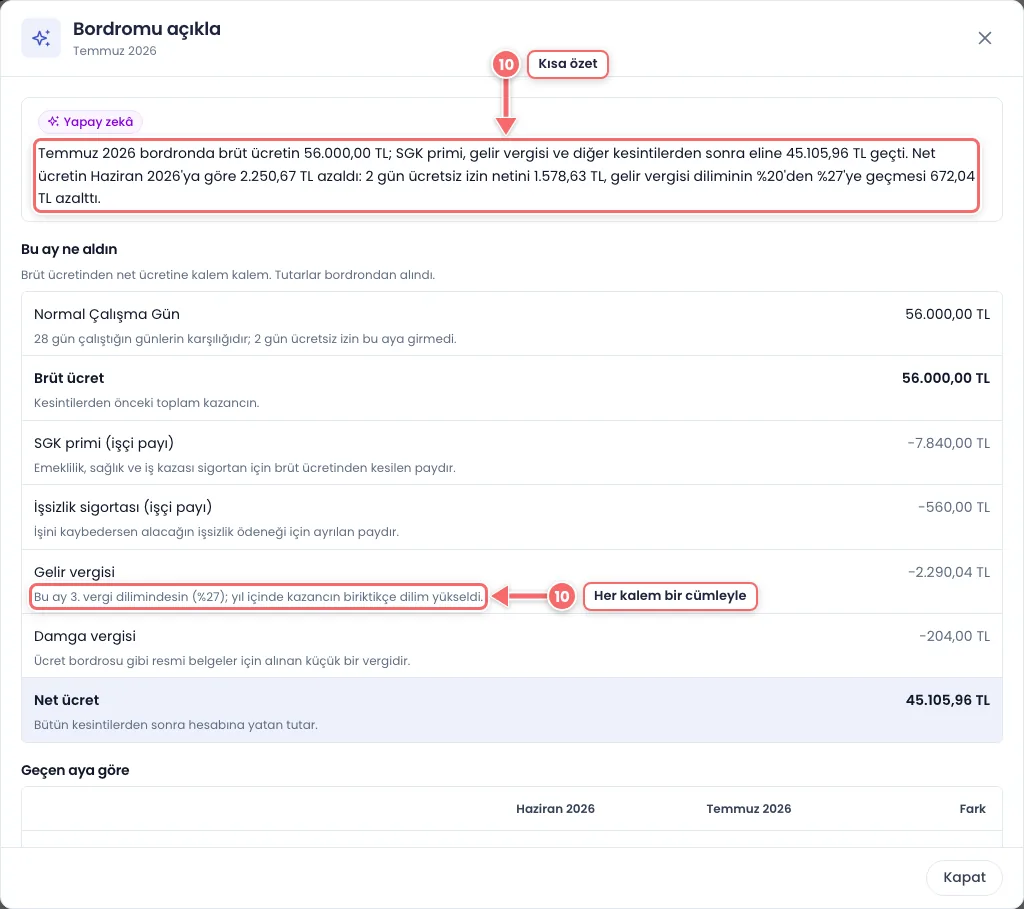 Bordromu açıkla
Temmuz 2026
10 Kısa özet
Yapay zekâ
Temmuz 2026 bordronda brüt ücretin 56.000,00 TL; SGK primi, gelir vergisi ve diğer kesintilerden sonra eline 45.105,96 TL geçti. Net
ücretin Haziran 2026'ya göre 2.250,67 TL azaldı: 2 gün ücretsiz izin netini 1.578,63 TL, gelir vergisi diliminin %20'den %27'ye geçmesi 672,04
TL azalttı.
Bu ay ne aldın
Brüt ücretinden net ücretine kalem kalem. Tutarlar bordrondan alındı.
Normal Çalışma Gün 56.000,00 TL
28 gün çalıştığın günlerin karşılığıdır; 2 gün ücretsiz izin bu aya girmedi.
Brüt ücret 56.000,00 TL
Kesintilerden önceki toplam kazancın.
SGK primi (işçi payı) −7.840,00 TL
Emeklilik, sağlık ve iş kazası sigortan için brüt ücretinden kesilen paydır.
İşsizlik sigortası (işçi payı) −560,00 TL
İşini kaybedersen alacağın işsizlik ödeneği için ayrılan paydır.
Gelir vergisi −2.290,04 TL
Bu ay 3. vergi dilimindesin (%27); yıl içinde kazancın biriktikçe dilim yükseldi. 10 Her kalem bir cümleyle
Damga vergisi −204,00 TL
Ücret bordrosu gibi resmi belgeler için alınan küçük bir vergidir.
Net ücret 45.105,96 TL
Bütün kesintilerden sonra hesabına yatan tutar.
Geçen aya göre
Haziran 2026 Temmuz 2026 Fark
Kapat